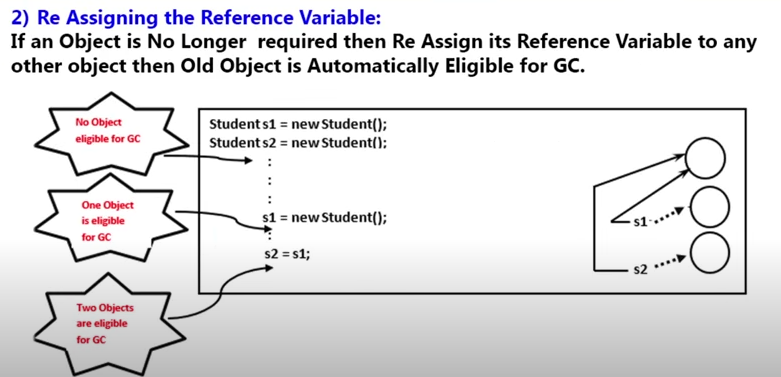 2) Re Assigning the Reference Variable:
If an Object is No Longer required then Re Assign its Reference Variable to any
other object then Old Object is Automatically Eligible for GC.
No Object
eligible for GC
Student s1 = new Student();
Student s2 = new Student();
:
:
:
One Object
is eligible
for GC
s1 = new Student();
:
s2 = s1;
Two Objects
are eligible
for GC
s1
s2